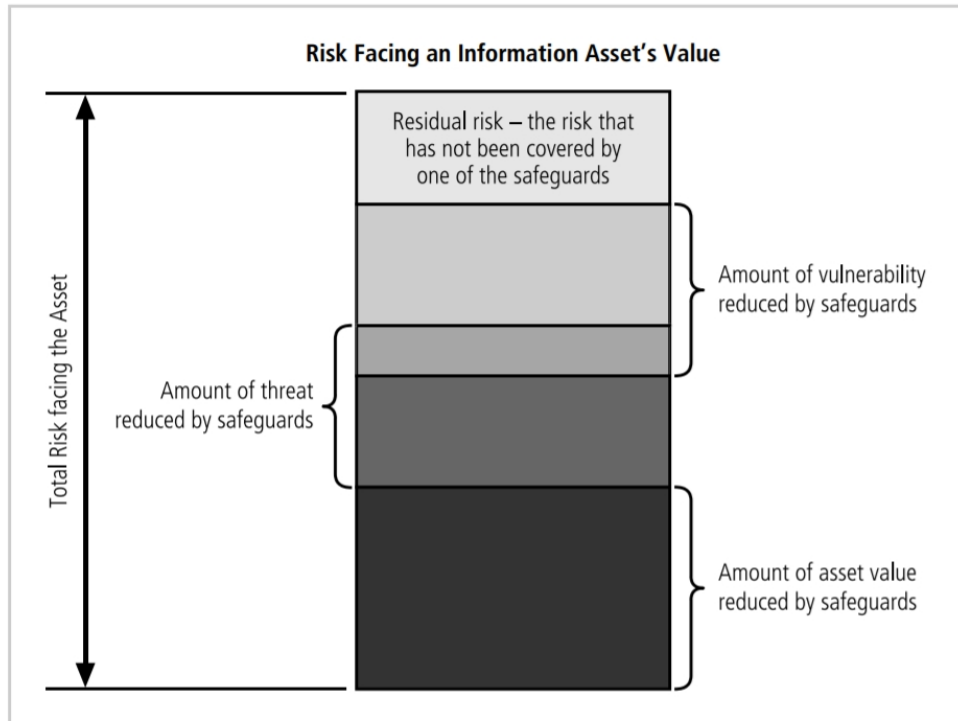 Risk Facing an Information Asset's Value
Residual risk – the risk that
has not been covered by
one of the safeguards
Total Risk facing the Asset
Amount of vulnerability
reduced by safeguards
Amount of threat
reduced by safeguards
Amount of asset value
reduced by safeguards